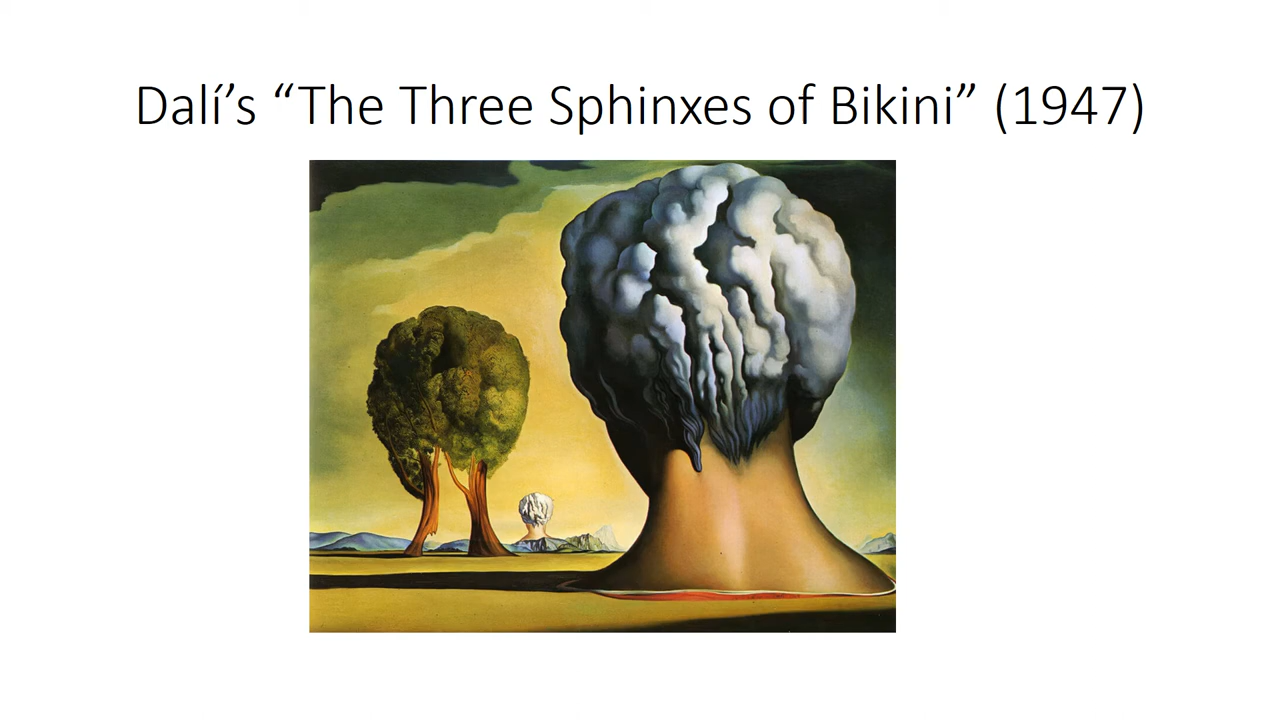 Dalí’s “The Three Sphinxes of Bikini” (1947)